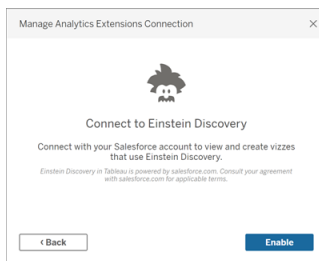 Manage Analytics Extensions Connection
Connect to Einstein Discovery
Connect with your Salesforce account to view and create vizzes
that use Einstein Discovery.
Einstein Discovery in Tableau is powered by salesforce.com. Consult your agreement
with salesforce.com for applicable terms.
< Back
Enable